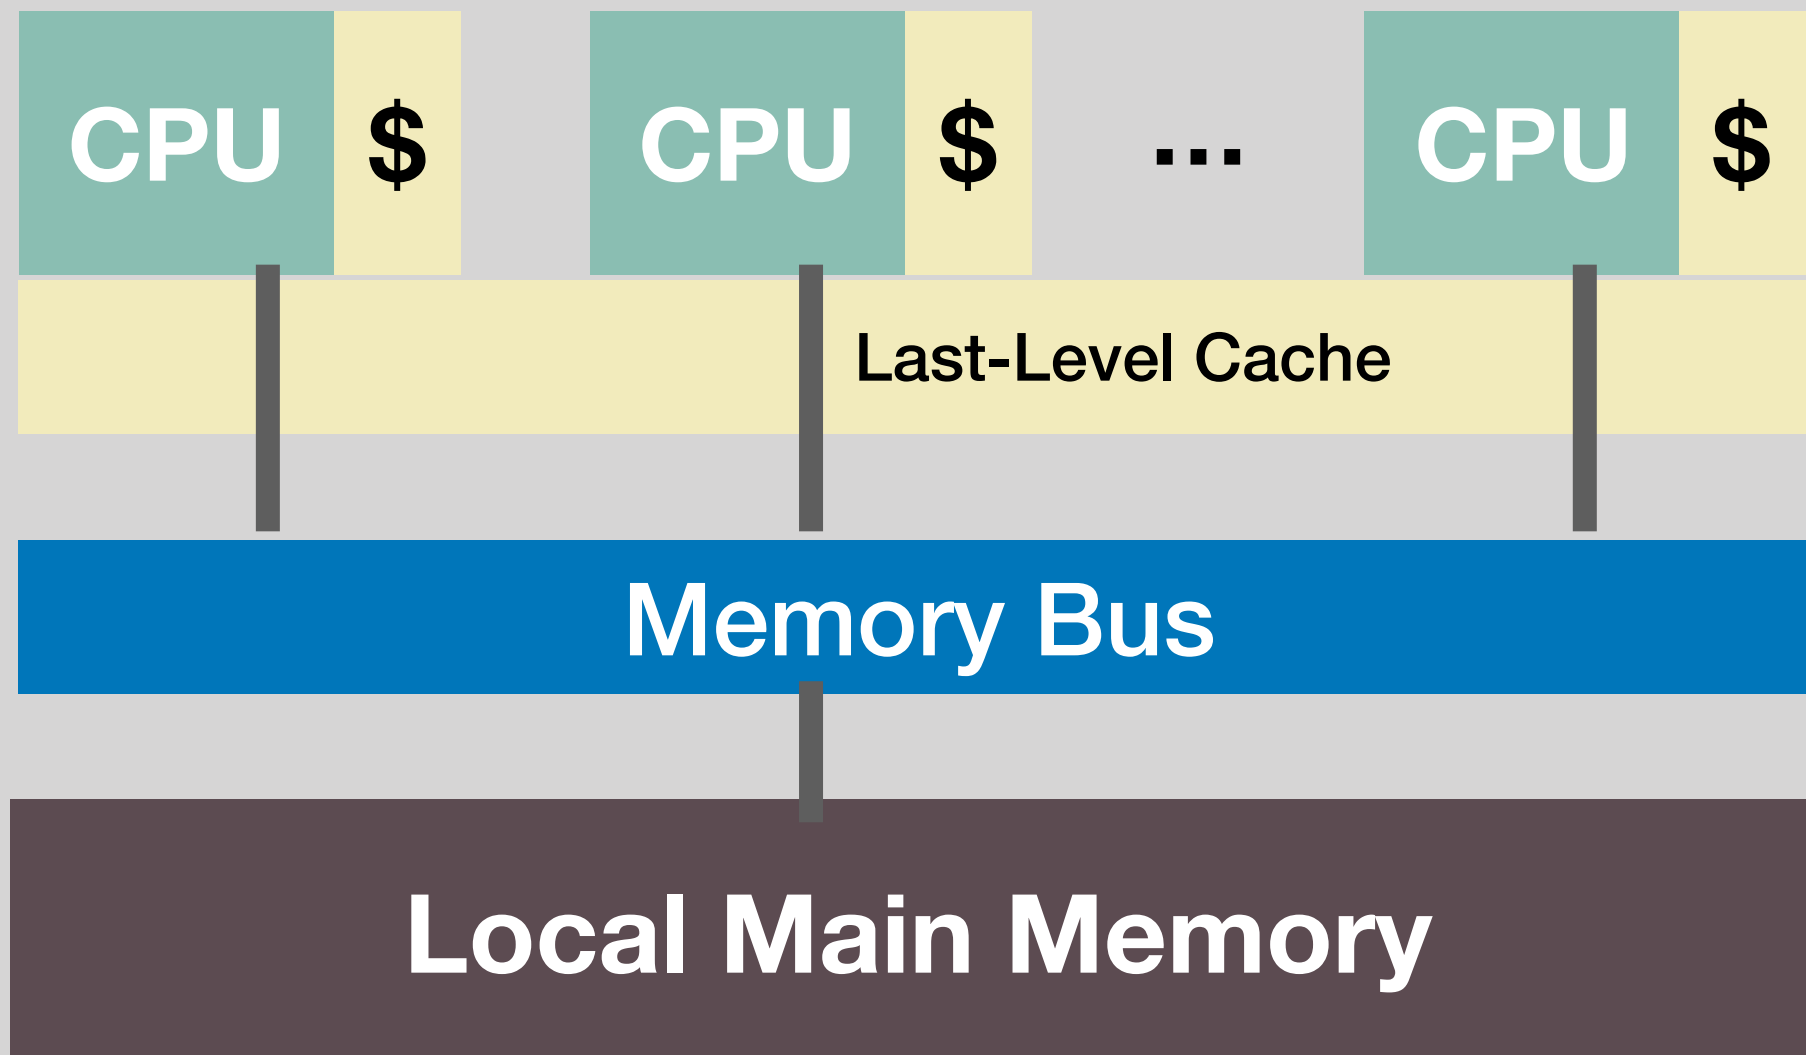 CPU $ CPU $ ... CPU $
Last-Level Cache
Memory Bus
Local Main Memory